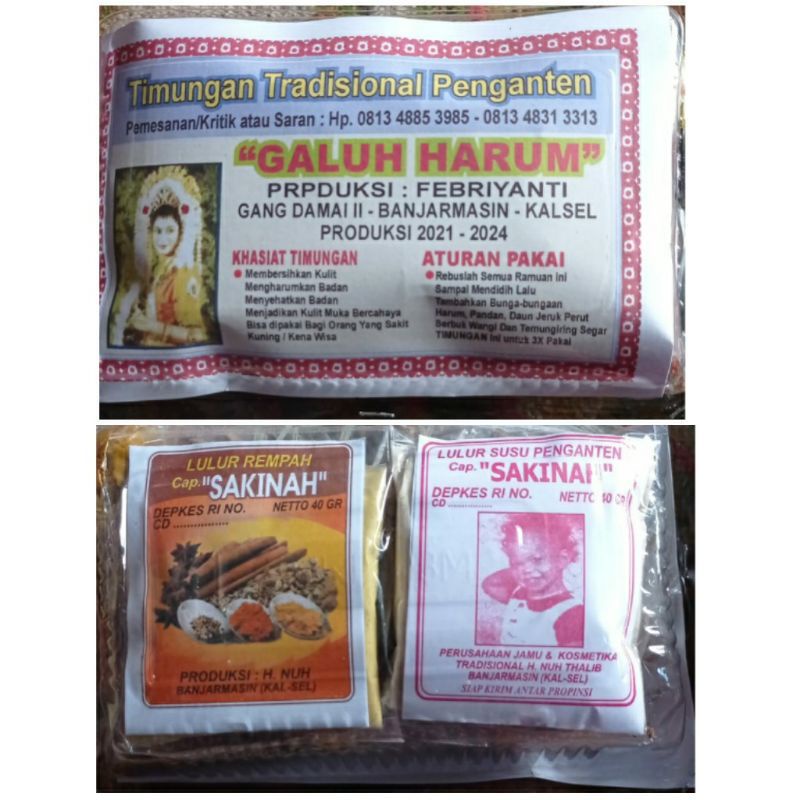 Timungan Tradisional Penganten
Pemesanan/Kritik atau Saran : Hp. 0813 4885 3985 - 0813 4831 3313
"GALUH HARUM"
PRPDUKSI : FEBRIYANTI
GANG DAMAI II - BANJARMASIN - KALSEL
PRODUKSI 2021 - 2024
KHASIAT TIMUNGAN
Membersihkan Kulit
Mengharumkan Badan
Menyehatkan Badan
Menjadikan Kulit Muka Bercahaya
Bisa dipakai Bagi Orang Yang Sakit
Kuning / Kena Wisa
ATURAN PAKAI
Rebuslah Semua Ramuan Ini
Sampai Mendidih Lalu
Tambahkan Bunga-bungaan
Harum, Pandan, Daun Jeruk Perut
Serbuk Wangi Dan Temungiring Segar
TIMUNGAN Ini untuk 3X Pakai
LULUR REMPAH
Cap. "SAKINAH"
DEPKES RI NO. NETTO 40 GR
CD ................
PRODUKSI : H. NUH
BANJARMASIN (KAL-SEL)
LULUR SUSU PENGANTEN
Cap. "SAKINAH"
DEPKES RI NO. NETTO 40 Gr
CD ................
PERUSAHAAN JAMU & KOSMETIKA
TRADISIONAL H. NUH THALIB
BANJARMASIN (KAL-SEL)
SIAP KIRIM ANTAR PROPINSI